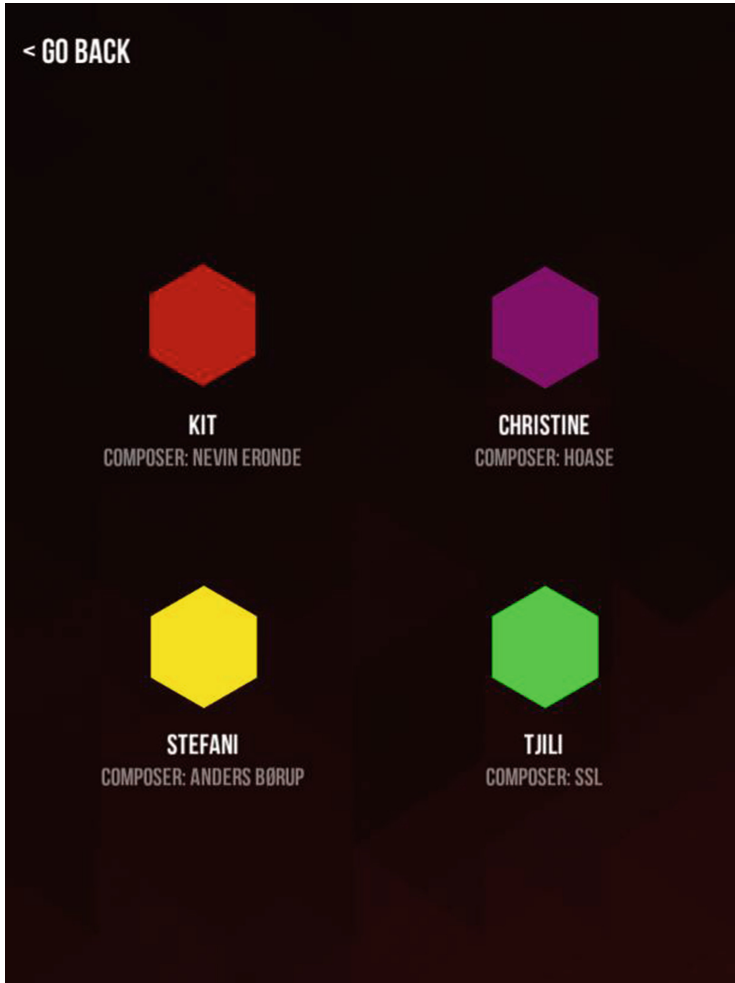 < GO BACK
KIT
COMPOSER: NEVIN ERONDE
CHRISTINE
COMPOSER: HOASE
STEFANI
COMPOSER: ANDERS BØRUP
TJILI
COMPOSER: SSL